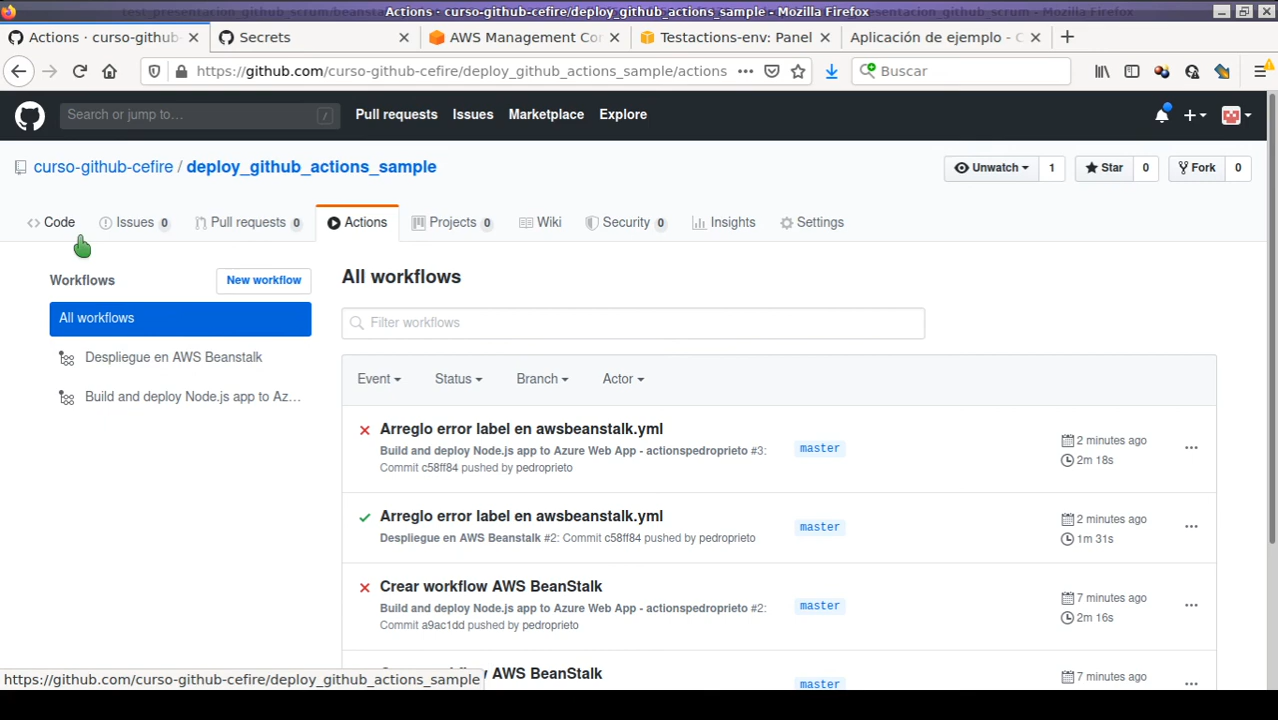 Actions · curso-github-cefire/deploy_github_actions_sample - Mozilla Firefox
Actions · curso-github-
Secrets
AWS Management Co
Testactions-env: Panel
Aplicación de ejemplo - C
https://github.com/curso-github-cefire/deploy_github_actions_sample/actions
Buscar
Search or jump to…
/
Pull requests
Issues
Marketplace
Explore
curso-github-cefire / deploy_github_actions_sample
Unwatch
1
Star
0
Fork
0
Code
Issues 0
Pull requests 0
Actions
Projects 0
Wiki
Security 0
Insights
Settings
Workflows
New workflow
All workflows
Despliegue en AWS Beanstalk
Build and deploy Node.js app to Az...
All workflows
Filter workflows
Event
Status
Branch
Actor
Arreglo error label en awsbeanstalk.yml
Build and deploy Node.js app to Azure Web App - actionspedroprieto #3:
Commit c58ff84 pushed by pedroprieto
master
2 minutes ago
2m 18s
Arreglo error label en awsbeanstalk.yml
Despliegue en AWS Beanstalk #2: Commit c58ff84 pushed by pedroprieto
master
2 minutes ago
1m 31s
Crear workflow AWS BeanStalk
Build and deploy Node.js app to Azure Web App - actionspedroprieto #2:
Commit a9ac1dd pushed by pedroprieto
master
7 minutes ago
2m 16s
AWS BeanStalk
master
7 minutes ago
https://github.com/curso-github-cefire/deploy_github_actions_sample